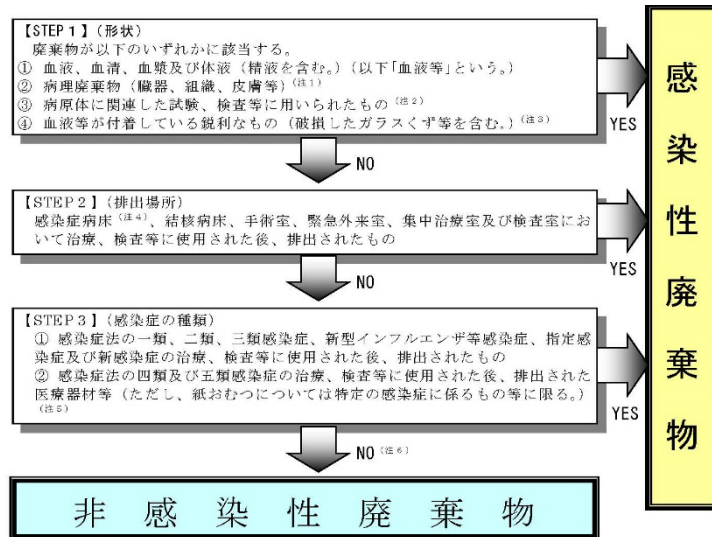 【STEP1】(形状)
廃棄物が以下のいずれかに該当する。
① 血液、血清、血漿及び体液（精液を含む。）（以下「血液等」という。）
② 病理廃棄物（臓器、組織、皮膚等）（注1）
③ 病原体に関連した試験、検査等に用いられたもの（注2）
④ 血液等が付着している鋭利なもの（破損したガラスくず等を含む。）（注3）
YES
NO
【STEP2】(排出場所)
感染症病床（注4）、結核病床、手術室、緊急外来室、集中治療室及び検査室にお
いて治療、検査等に使用された後、排出されたもの
YES
NO
【STEP3】(感染症の種類)
① 感染症法の一類、二類、三類感染症、新型インフルエンザ等感染症、指定感
染症及び新感染症の治療、検査等に使用された後、排出されたもの
② 感染症法の四類及び五類感染症の治療、検査等に使用された後、排出された
医療器材等（ただし、紙おむつについては特定の感染症に係るもの等に限る。）
（注5）
YES
NO（注6）
非感染性廃棄物
感染性廃棄物